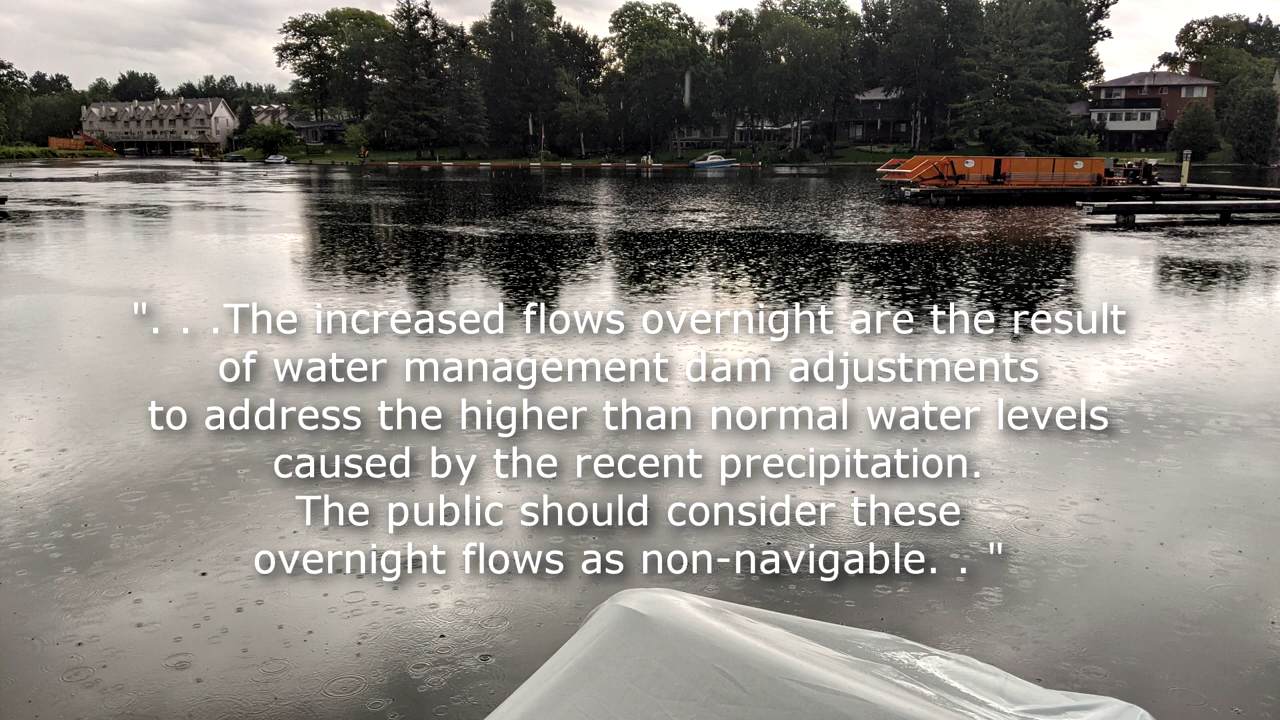 ". . .The increased flows overnight are the result
of water management dam adjustments
to address the higher than normal water levels
caused by the recent precipitation.
The public should consider these
overnight flows as non-navigable. . "